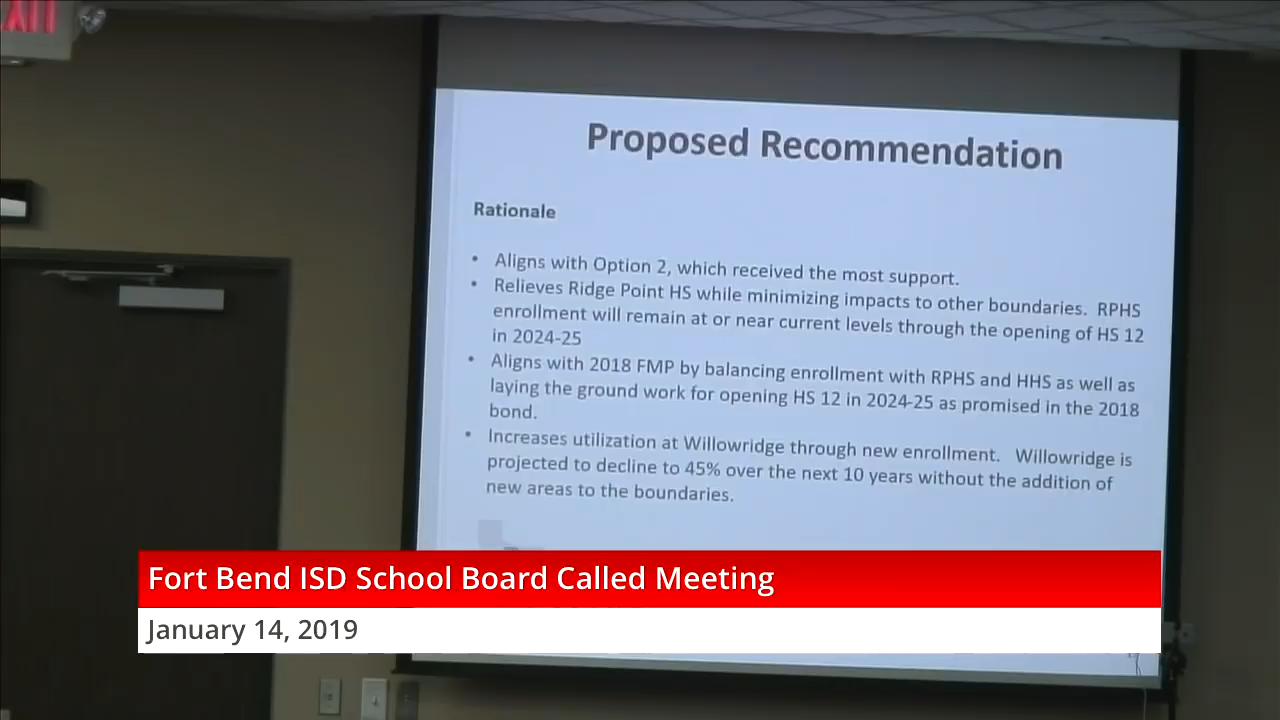 EXIT
Proposed Recommendation
Rationale
• Aligns with Option 2, which received the most support.
• Relieves Ridge Point HS while minimizing impacts to other boundaries. RPHS
enrollment will remain at or near current levels through the opening of HS 12
in 2024-25
• Aligns with 2018 FMP by balancing enrollment with RPHS and HHS as well as
laying the ground work for opening HS 12 in 2024-25 as promised in the 2018
bond.
• Increases utilization at Willowridge through new enrollment. Willowridge is
projected to decline to 45% over the next 10 years without the addition of
new areas to the boundaries.
Fort Bend ISD School Board Called Meeting
January 14, 2019